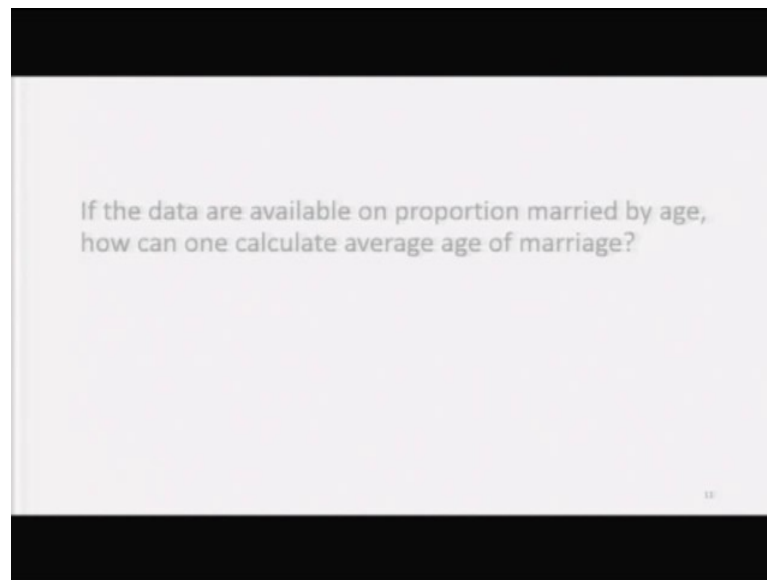 If the data are available on proportion married by age,
how can one calculate average age of marriage?